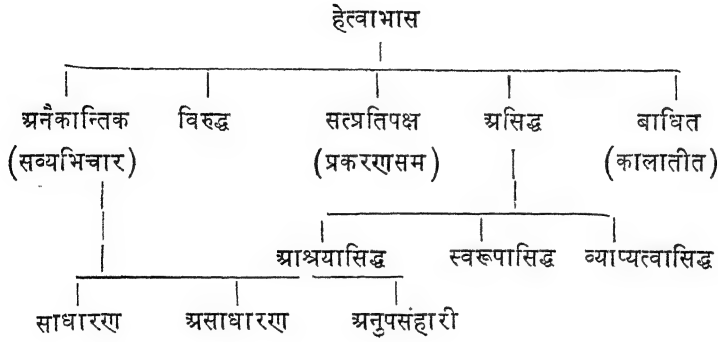 हेत्वाभास
अनैकान्तिक विरुद्ध सत्प्रतिपक्ष असिद्ध बाधित
(सव्यभिचार) (प्रकरणसम) (कालातीत)
आश्रयासिद्ध स्वरूपासिद्ध व्याप्यत्वासिद्ध
साधारण असाधारण अनुपसंहारी